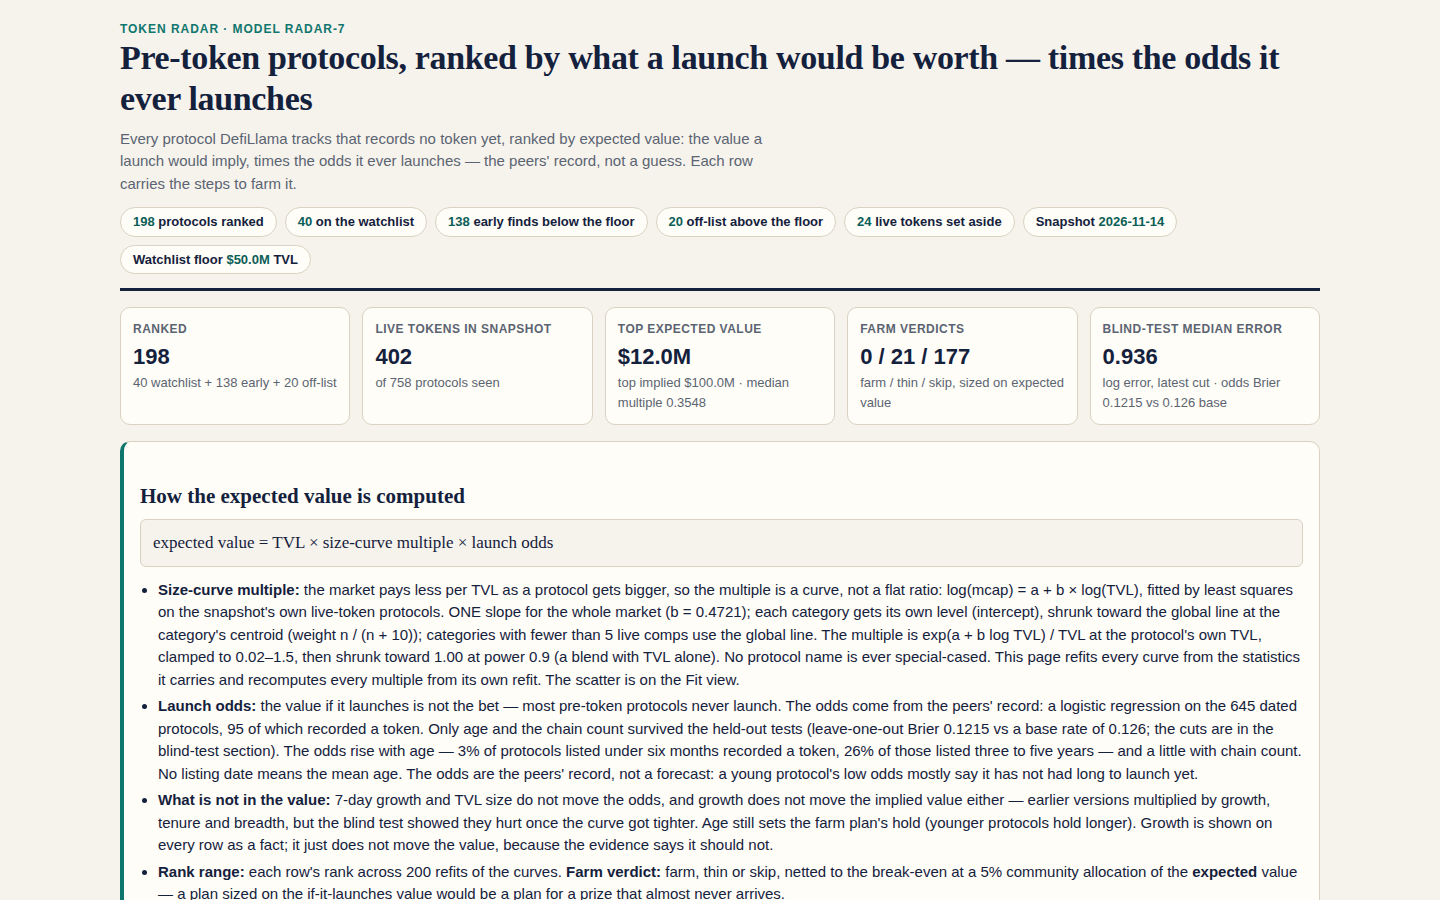 TOKEN RADAR · MODEL RADAR-7
Pre-token protocols, ranked by what a launch would be worth — times the odds it
ever launches
Every protocol DefiLlama tracks that records no token yet, ranked by expected value: the value a
launch would imply, times the odds it ever launches — the peers' record, not a guess. Each row
carries the steps to farm it.
198 protocols ranked
40 on the watchlist
138 early finds below the floor
20 off-list above the floor
24 live tokens set aside
Snapshot 2026-11-14
Watchlist floor $50.0M TVL
RANKED
198
40 watchlist + 138 early + 20 off-list
LIVE TOKENS IN SNAPSHOT
402
of 758 protocols seen
TOP EXPECTED VALUE
$12.0M
top implied $100.0M · median
multiple 0.3548
FARM VERDICTS
0 / 21 / 177
farm / thin / skip, sized on expected
value
BLIND-TEST MEDIAN ERROR
0.936
log error, latest cut · odds Brier
0.1215 vs 0.126 base
How the expected value is computed
expected value = TVL × size-curve multiple × launch odds
• Size-curve multiple: the market pays less per TVL as a protocol gets bigger, so the multiple is a curve, not a flat ratio: log(mcap) = a + b × log(TVL), fitted by least squares
on the snapshot's own live-token protocols. ONE slope for the whole market (b = 0.4721); each category gets its own level (intercept), shrunk toward the global line at the
category's centroid (weight n / (n + 10)); categories with fewer than 5 live comps use the global line. The multiple is exp(a + b log TVL) / TVL at the protocol's own TVL,
clamped to 0.02–1.5, then shrunk toward 1.00 at power 0.9 (a blend with TVL alone). No protocol name is ever special-cased. This page refits every curve from the statistics
it carries and recomputes every multiple from its own refit. The scatter is on the Fit view.
• Launch odds: the value if it launches is not the bet — most pre-token protocols never launch. The odds come from the peers' record: a logistic regression on the 645 dated
protocols, 95 of which recorded a token. Only age and the chain count survived the held-out tests (leave-one-out Brier 0.1215 vs a base rate of 0.126; the cuts are in the
blind-test section). The odds rise with age — 3% of protocols listed under six months recorded a token, 26% of those listed three to five years — and a little with chain count.
No listing date means the mean age. The odds are the peers' record, not a forecast: a young protocol's low odds mostly say it has not had long to launch yet.
• What is not in the value: 7-day growth and TVL size do not move the odds, and growth does not move the implied value either — earlier versions multiplied by growth,
tenure and breadth, but the blind test showed they hurt once the curve got tighter. Age still sets the farm plan's hold (younger protocols hold longer). Growth is shown on
every row as a fact; it just does not move the value, because the evidence says it should not.
• Rank range: each row's rank across 200 refits of the curves. Farm verdict: farm, thin or skip, netted to the break-even at a 5% community allocation of the expected value
— a plan sized on the if-it-launches value would be a plan for a prize that almost never arrives.